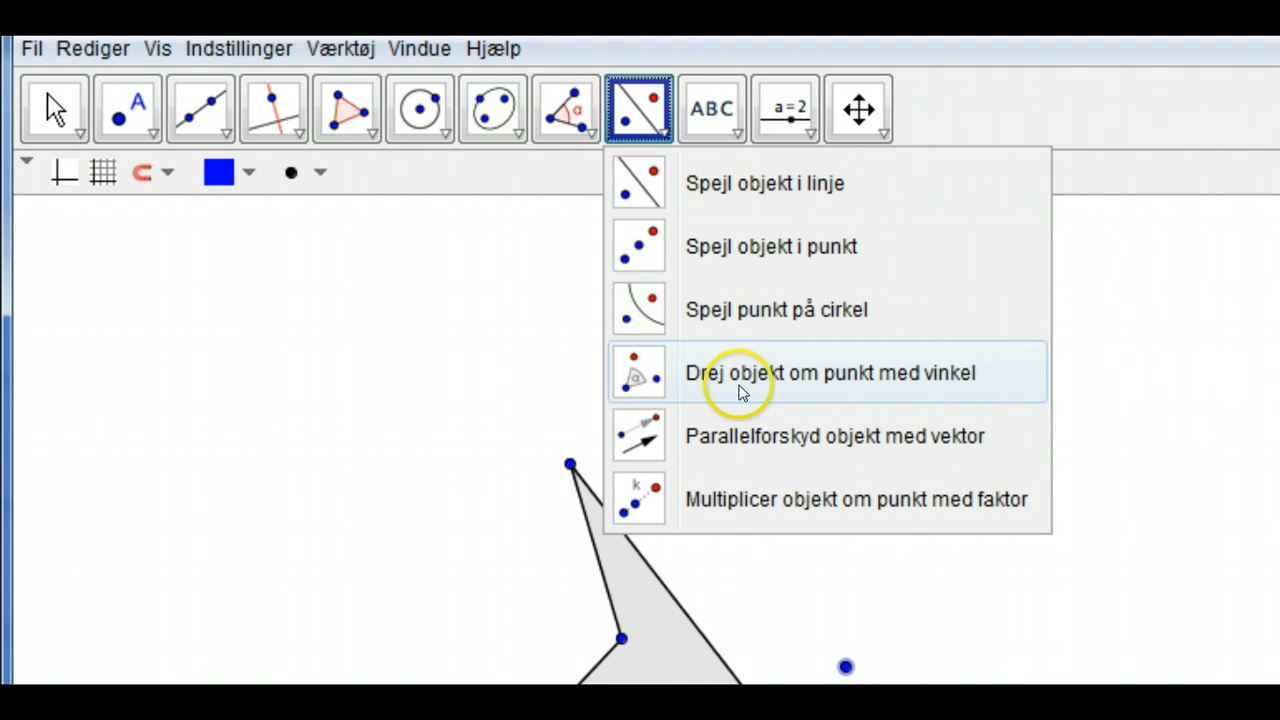 Fil Rediger Vis Indstillinger Værktøj Vindue Hjælp
A
α
ABC
a=2
Spejl objekt i linje
Spejl objekt i punkt
Spejl punkt på cirkel
α
Drej objekt om punkt med vinkel
Parallelforskyd objekt med vektor
k
Multiplicer objekt om punkt med faktor